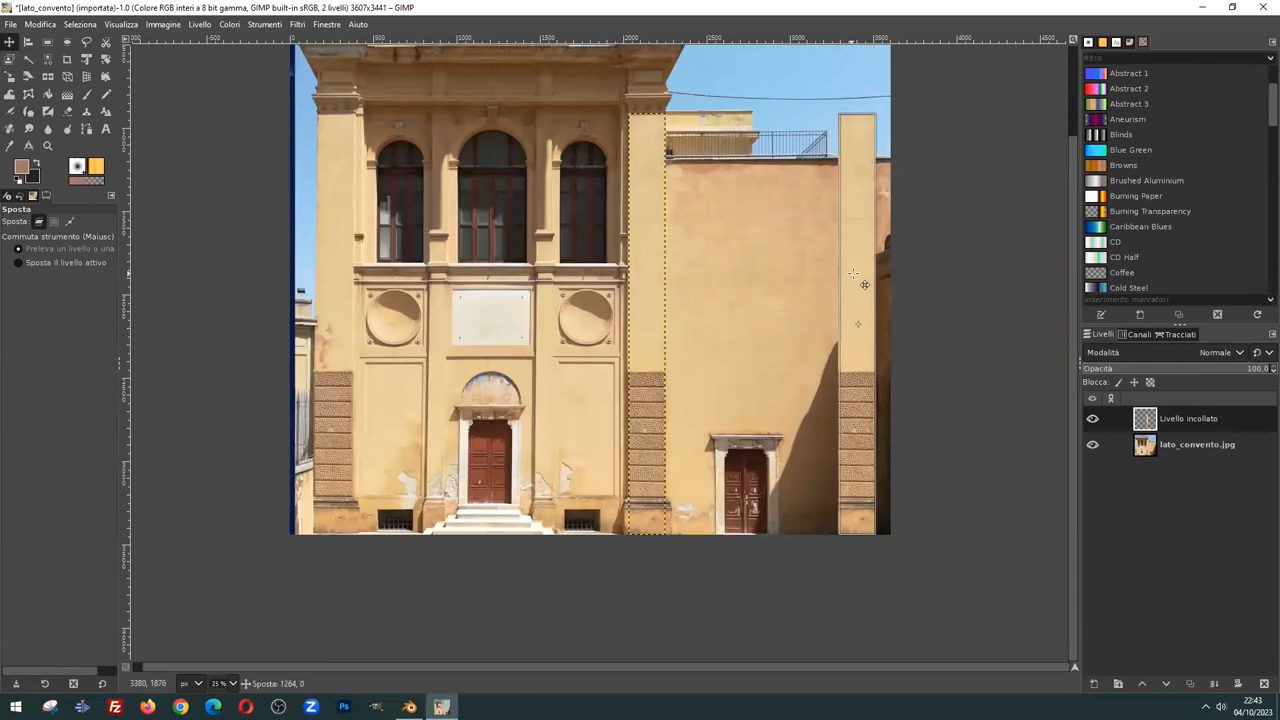 *[lato_convento] (importata)-1.0 (Colore RGB interi a 8 bit gamma, GIMP built-in sRGB, 2 livelli) 3607x3441 – GIMP
File Modifica Seleziona Visualizza Immagine Livello Colori Strumenti Filtri Finestre Aiuto
Sposta
Sposta:
Commuta strumento (Maiusc)
Preleva un livello o una
Sposta il livello attivo
filtro
Abstract 1
Abstract 2
Abstract 3
Aneurism
Blinds
Blue Green
Browns
Brushed Aluminium
Burning Paper
Burning Transparency
Caribbean Blues
CD
CD Half
Coffee
Cold Steel
inserimento marcatori
Livelli Canali Tracciati
Modalità Normale
Opacità 100,0
Blocca:
Livello incollato
lato_convento.jpg
3380, 1876 px 25 % Sposta: 1264, 0
22:43
04/10/2023